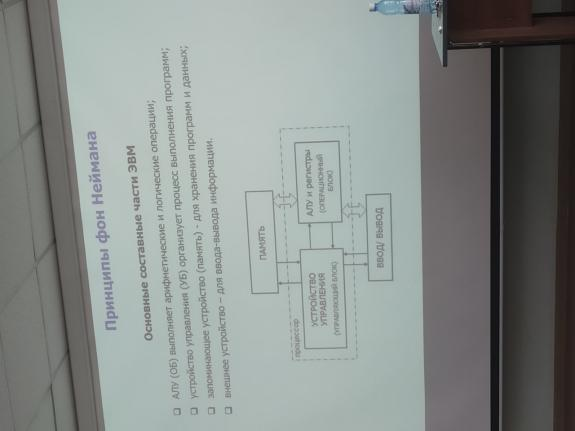 Принципы фон Неймана
Основные составные части ЭВМ
АЛУ (ОБ) выполняет арифметические и логические операции;
устройство управления (УБ) организует процесс выполнения программ;
запоминающее устройство (память) - для хранения программ и данных;
внешнее устройство – для ввода-вывода информации.
ПАМЯТЬ
процессор
УСТРОЙСТВО
УПРАВЛЕНИЯ
(УПРАВЛЯЮЩИЙ БЛОК)
АЛУ и регистры
(ОПЕРАЦИОННЫЙ
БЛОК)
ВВОД/ ВЫВОД